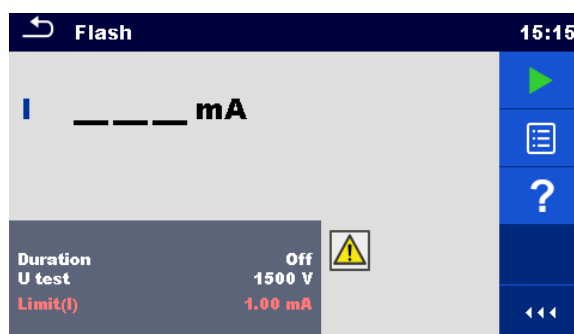 Flash 15:15
I ___ mA
?
Duration Off
U test 1500 V
Limit(I) 1.00 mA